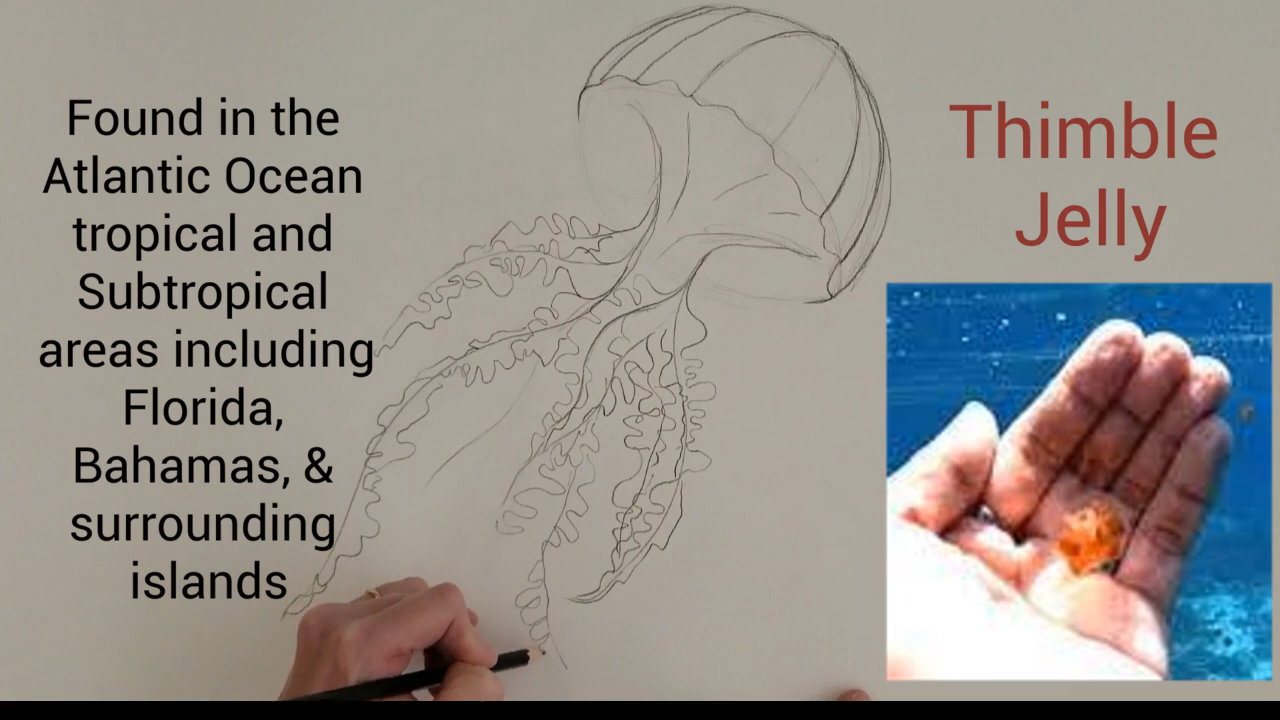 Found in the
Atlantic Ocean
tropical and
Subtropical
areas including
Florida,
Bahamas, &
surrounding
islands
Thimble
Jelly